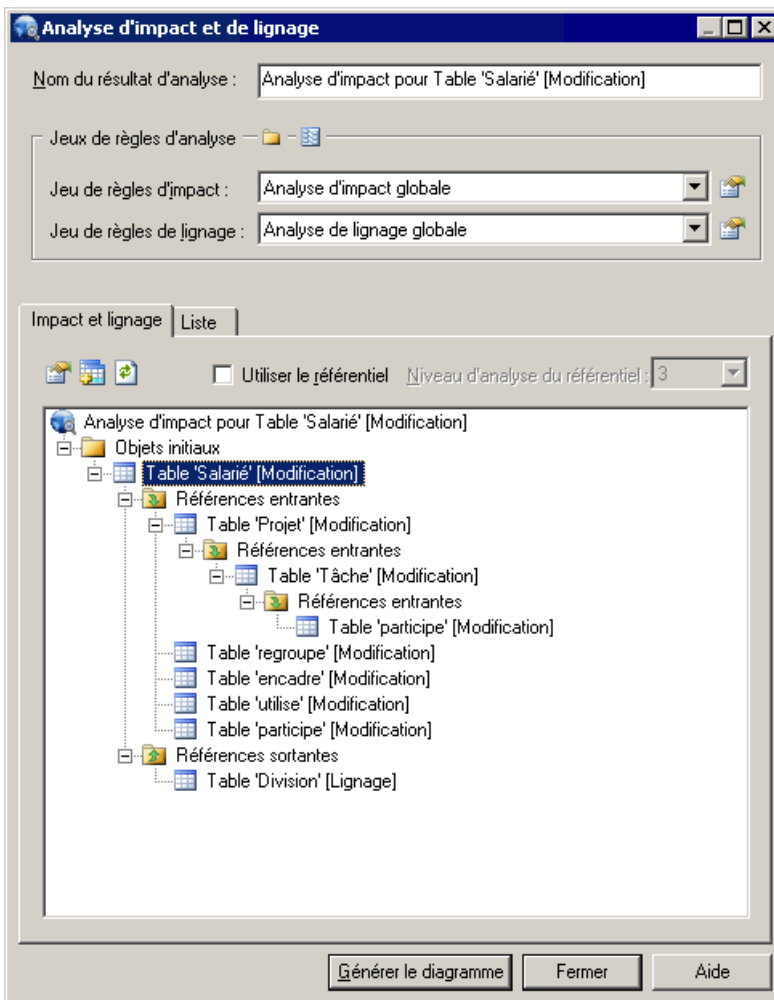 Analyse d'impact et de lignage
Nom du résultat d'analyse : Analyse d'impact pour Table 'Salarié' [Modification]
Jeux de règles d'analyse
Jeu de règles d'impact : Analyse d'impact globale
Jeu de règles de lignage : Analyse de lignage globale
Impact et lignage Liste
Utiliser le référentiel Niveau d'analyse du référentiel : 3
Analyse d'impact pour Table 'Salarié' [Modification]
Objets initiaux
Table 'Salarié' [Modification]
Références entrantes
Table 'Projet' [Modification]
Références entrantes
Table 'Tâche' [Modification]
Références entrantes
Table 'participe' [Modification]
Table 'regroupe' [Modification]
Table 'encadre' [Modification]
Table 'utilise' [Modification]
Table 'participe' [Modification]
Références sortantes
Table 'Division' [Lignage]
Générer le diagramme Fermer Aide